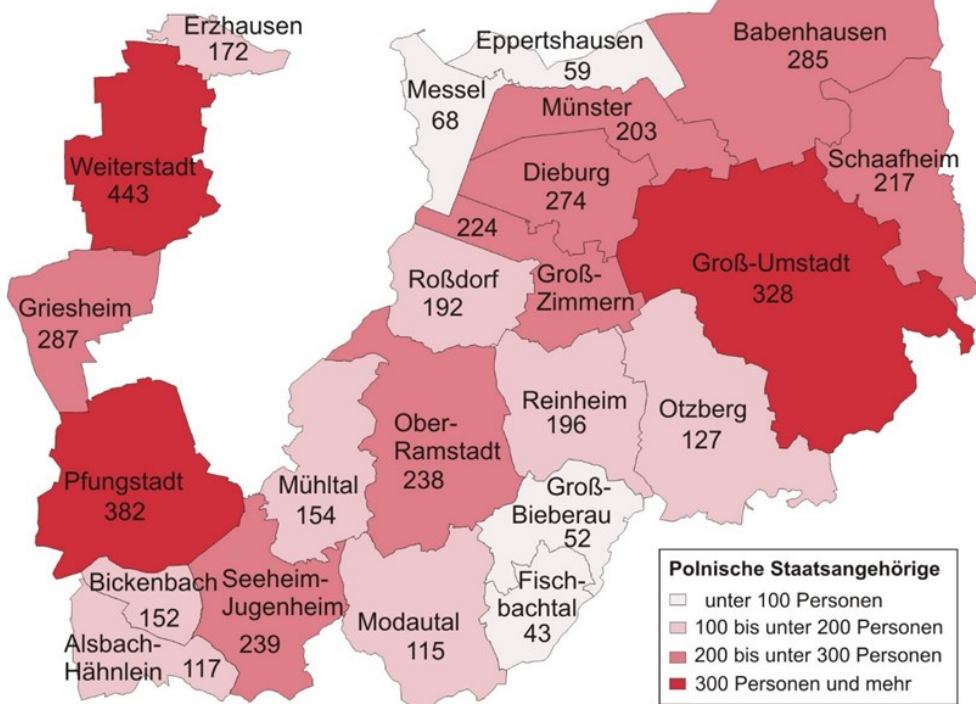 Erzhausen
172
Eppertshausen
59
Babenhausen
285
Messel
68
Münster
203
Weiterstadt
443
Dieburg
274
Schaafheim
217
224
Groß-
Zimmern
Roßdorf
192
Groß-Umstadt
328
Griesheim
287
Ober-
Ramstadt
238
Reinheim
196
Otzberg
127
Pfungstadt
382
Mühltal
154
Groß-
Bieberau
52
Bickenbach
152
Seeheim-
Jugenheim
239
Modautal
115
Fisch-
bachtal
43
Alsbach-
Hähnlein
117
Polnische Staatsangehörige
unter 100 Personen
100 bis unter 200 Personen
200 bis unter 300 Personen
300 Personen und mehr